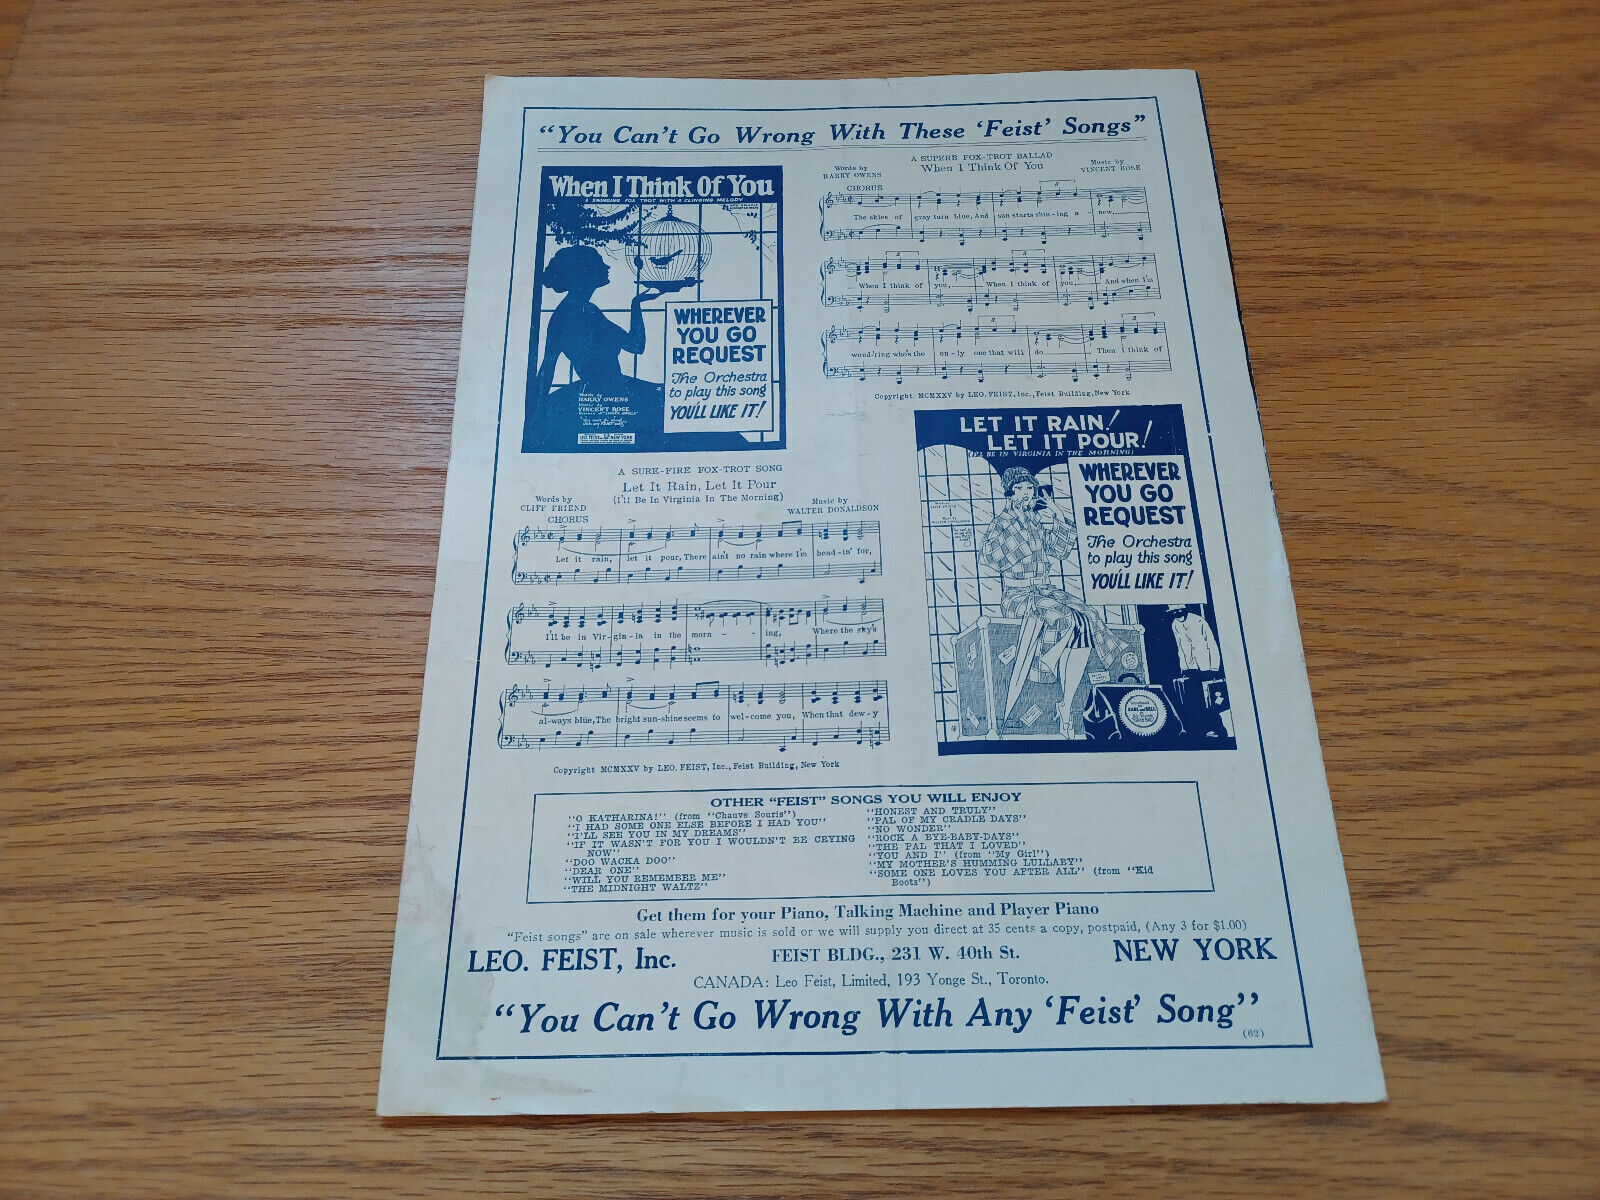 "You Can't Go Wrong With These 'Feist' Songs"
When I Think Of You
A SWINGING FOX TROT WITH A CLINGING MELODY
WHEREVER
YOU GO
REQUEST
The Orchestra
to play this song
YOU'LL LIKE IT!
Words by
HARRY OWENS
Music by
VINCENT ROSE
A SUPERB FOX-TROT BALLAD
When I Think Of You
Words by
HARRY OWENS
Music by
VINCENT ROSE
CHORUS
The skies of gray turn blue, And sun starts shin-ing a-new,
When I think of you, When I think of you, And when I'm
wond'ring who's the on-ly one that will do Then I think of
Copyright MCMXXV by LEO. FEIST, Inc., Feist Building, New York
LET IT RAIN!
LET IT POUR!
(I'LL BE IN VIRGINIA IN THE MORNING)
WHEREVER
YOU GO
REQUEST
The Orchestra
to play this song
YOU'LL LIKE IT!
A SURE-FIRE FOX-TROT SONG
Let It Rain, Let It Pour
(I'll Be In Virginia In The Morning)
Words by
CLIFF FRIEND
Music by
WALTER DONALDSON
CHORUS
Let it rain, let it pour, There ain't no rain where I'm head-in' for,
I'll be in Vir-gin-ia in the morn - - ing, Where the sky's
al-ways blue, The bright sun-shine seems to wel-come you, When that dew-y
Copyright MCMXXV by LEO. FEIST, Inc., Feist Building, New York
OTHER "FEIST" SONGS YOU WILL ENJOY
"O KATHARINA!" (from "Chauve Souris")
"I HAD SOME ONE ELSE BEFORE I HAD YOU"
"I'LL SEE YOU IN MY DREAMS"
"IF IT WASN'T FOR YOU I WOULDN'T BE CRYING
NOW"
"DOO WACKA DOO"
"DEAR ONE"
"WILL YOU REMEMBER ME"
"THE MIDNIGHT WALTZ"
"HONEST AND TRULY"
"PAL OF MY CRADLE DAYS"
"NO WONDER"
"ROCK A BYE-BABY-DAYS"
"THE PAL THAT I LOVED"
"YOU AND I" (from "My Girl")
"MY MOTHER'S HUMMING LULLABY"
"SOME ONE LOVES YOU AFTER ALL" (from "Kid
Boots")
Get them for your Piano, Talking Machine and Player Piano
"Feist songs" are on sale wherever music is sold or we will supply you direct at 35 cents a copy, postpaid, (Any 3 for $1.00)
LEO. FEIST, Inc. FEIST BLDG., 231 W. 40th St. NEW YORK
CANADA: Leo Feist, Limited, 193 Yonge St., Toronto.
"You Can't Go Wrong With Any 'Feist' Song"
(62)